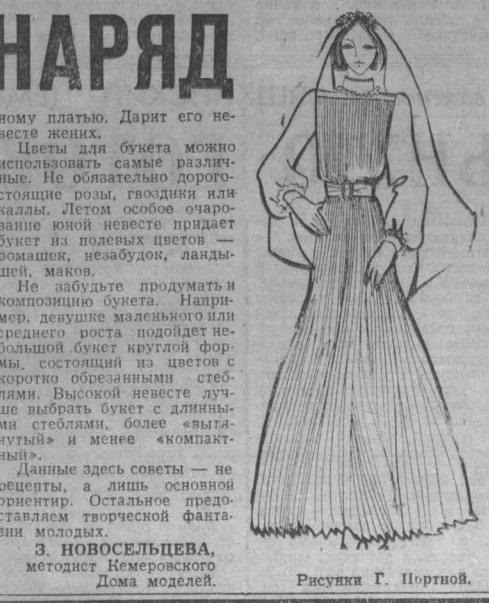 НАРЯД
ному платью. Дарит его не-
весте жених.
Цветы для букета можно
использовать самые различ-
ные. Не обязательно дорого-
стоящие розы, гвоздики или
каллы. Летом особое очаро-
вание юной невесте придает
букет из полевых цветов —
ромашек, незабудок, ланды-
шей, маков.
Не забудьте продумать и
композицию букета. Напри-
мер, девушке маленького или
среднего роста подойдет не-
большой букет круглой фор-
мы, состоящий из цветов с
коротко обрезанными стеб-
лями. Высокой невесте луч-
ше выбрать букет с длинны-
ми стеблями, более «вытя-
нутый» и менее «компакт-
ный».
Данные здесь советы — не
рецепты, а лишь основной
ориентир. Остальное предо-
ставляем творческой фанта-
зии молодых.
З. НОВОСЕЛЬЦЕВА,
методист Кемеровского
Дома моделей.
Рисунки Г. Портной.